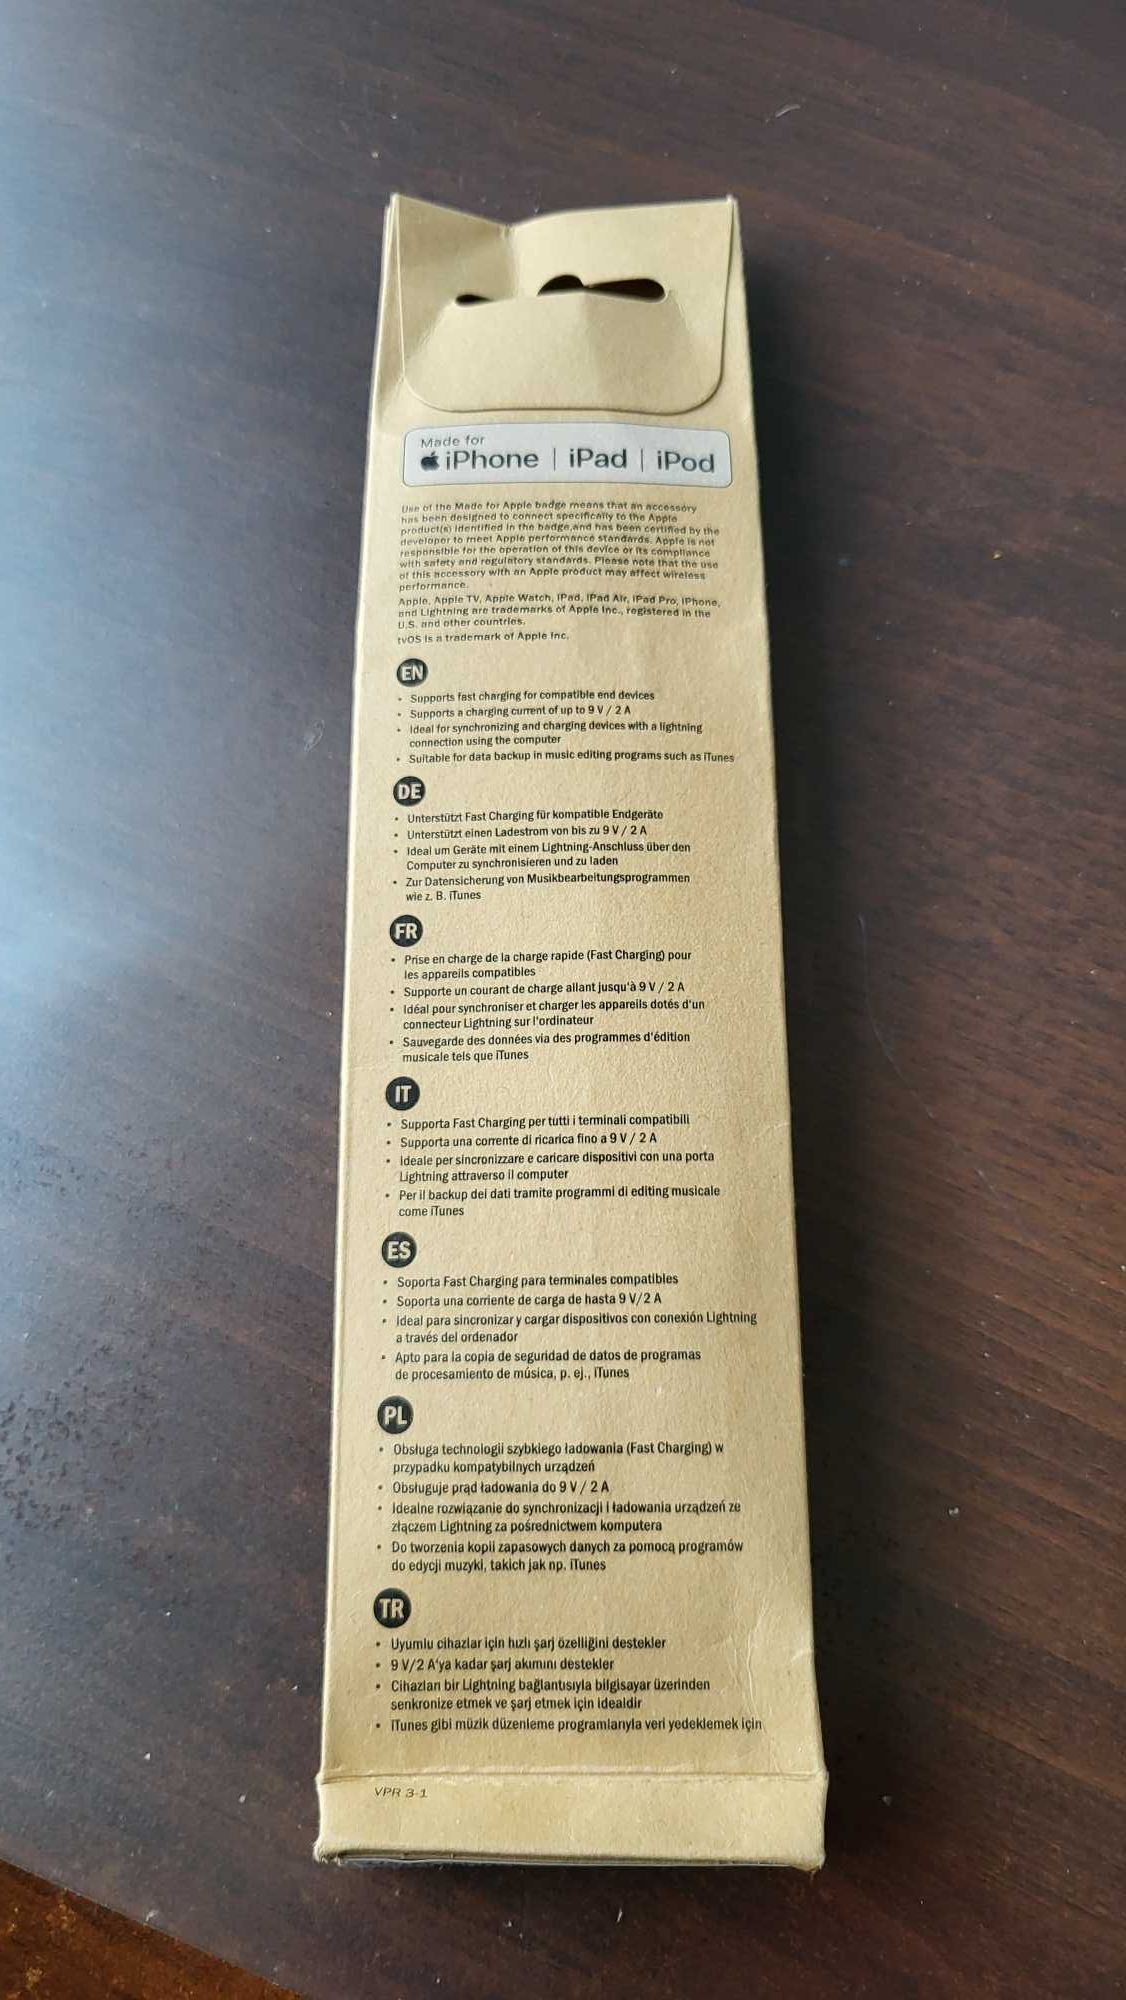 Made for
iPhone | iPad | iPod
Use of the Made for Apple badge means that an accessory
has been designed to connect specifically to the Apple
product(s) identified in the badge,and has been certified by the
developer to meet Apple performance standards. Apple is not
responsible for the operation of this device or its compliance
with safety and regulatory standards. Please note that the use
of this accessory with an Apple product may affect wireless
performance.
Apple, Apple TV, Apple Watch, iPad, iPad Air, iPad Pro, iPhone,
and Lightning are trademarks of Apple Inc., registered in the
U.S. and other countries.
tvOS is a trademark of Apple Inc.
EN
• Supports fast charging for compatible end devices
• Supports a charging current of up to 9 V / 2 A
• Ideal for synchronizing and charging devices with a lightning
connection using the computer
• Suitable for data backup in music editing programs such as iTunes
DE
• Unterstützt Fast Charging für kompatible Endgeräte
• Unterstützt einen Ladestrom von bis zu 9 V / 2 A
• Ideal um Geräte mit einem Lightning-Anschluss über den
Computer zu synchronisieren und zu laden
• Zur Datensicherung von Musikbearbeitungsprogrammen
wie z. B. iTunes
FR
• Prise en charge de la charge rapide (Fast Charging) pour
les appareils compatibles
• Supporte un courant de charge allant jusqu'à 9 V / 2 A
• Idéal pour synchroniser et charger les appareils dotés d'un
connecteur Lightning sur l'ordinateur
• Sauvegarde des données via des programmes d'édition
musicale tels que iTunes
IT
• Supporta Fast Charging per tutti i terminali compatibili
• Supporta una corrente di ricarica fino a 9 V / 2 A
• Ideale per sincronizzare e caricare dispositivi con una porta
Lightning attraverso il computer
• Per il backup dei dati tramite programmi di editing musicale
come iTunes
ES
• Soporta Fast Charging para terminales compatibles
• Soporta una corriente de carga de hasta 9 V/2 A
• Ideal para sincronizar y cargar dispositivos con conexión Lightning
a través del ordenador
• Apto para la copia de seguridad de datos de programas
de procesamiento de música, p. ej., iTunes
PL
• Obsługa technologii szybkiego ładowania (Fast Charging) w
przypadku kompatybilnych urządzeń
• Obsługuje prąd ładowania do 9 V / 2 A
• Idealne rozwiązanie do synchronizacji i ładowania urządzeń ze
złączem Lightning za pośrednictwem komputera
• Do tworzenia kopii zapasowych danych za pomocą programów
do edycji muzyki, takich jak np. iTunes
TR
• Uyumlu cihazlar için hızlı şarj özelliğini destekler
• 9 V/2 A'ya kadar şarj akımını destekler
• Cihazları bir Lightning bağlantısıyla bilgisayar üzerinden
senkronize etmek ve şarj etmek için idealdir
• iTunes gibi müzik düzenleme programlarıyla veri yedeklemek için
VPR 3-1